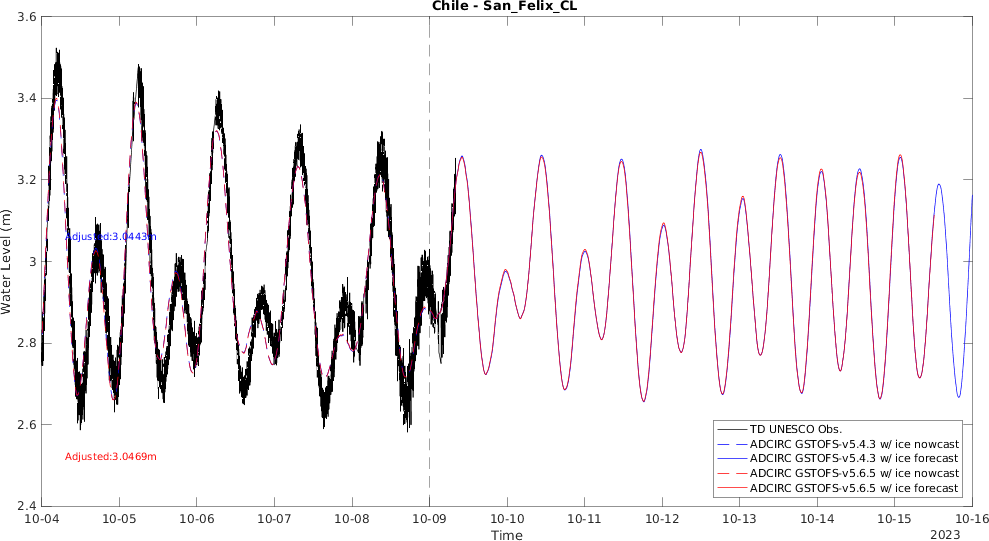 Chile - San_Felix_CL
3.6
3.4
3.2
3
2.8
2.6
2.4
Water Level (m)
Adjusted:3.0443m
Adjusted:3.0469m
TD UNESCO Obs.
ADCIRC GSTOFS-v5.4.3 w/ ice nowcast
ADCIRC GSTOFS-v5.4.3 w/ ice forecast
ADCIRC GSTOFS-v5.6.5 w/ ice nowcast
ADCIRC GSTOFS-v5.6.5 w/ ice forecast
10-04 10-05 10-06 10-07 10-08 10-09 10-10 10-11 10-12 10-13 10-14 10-15 10-16
Time
2023